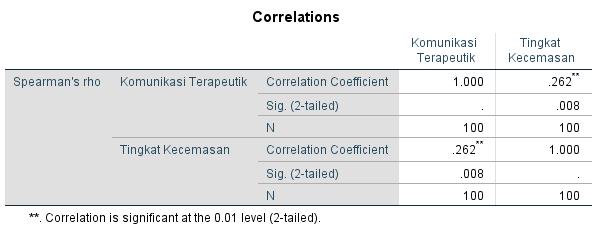 Correlations
Komunikasi Terapeutik Tingkat Kecemasan
Spearman's rho Komunikasi Terapeutik Correlation Coefficient 1.000 .262**
Sig. (2-tailed) . .008
N 100 100
Tingkat Kecemasan Correlation Coefficient .262** 1.000
Sig. (2-tailed) .008 .
N 100 100
**. Correlation is significant at the 0.01 level (2-tailed).